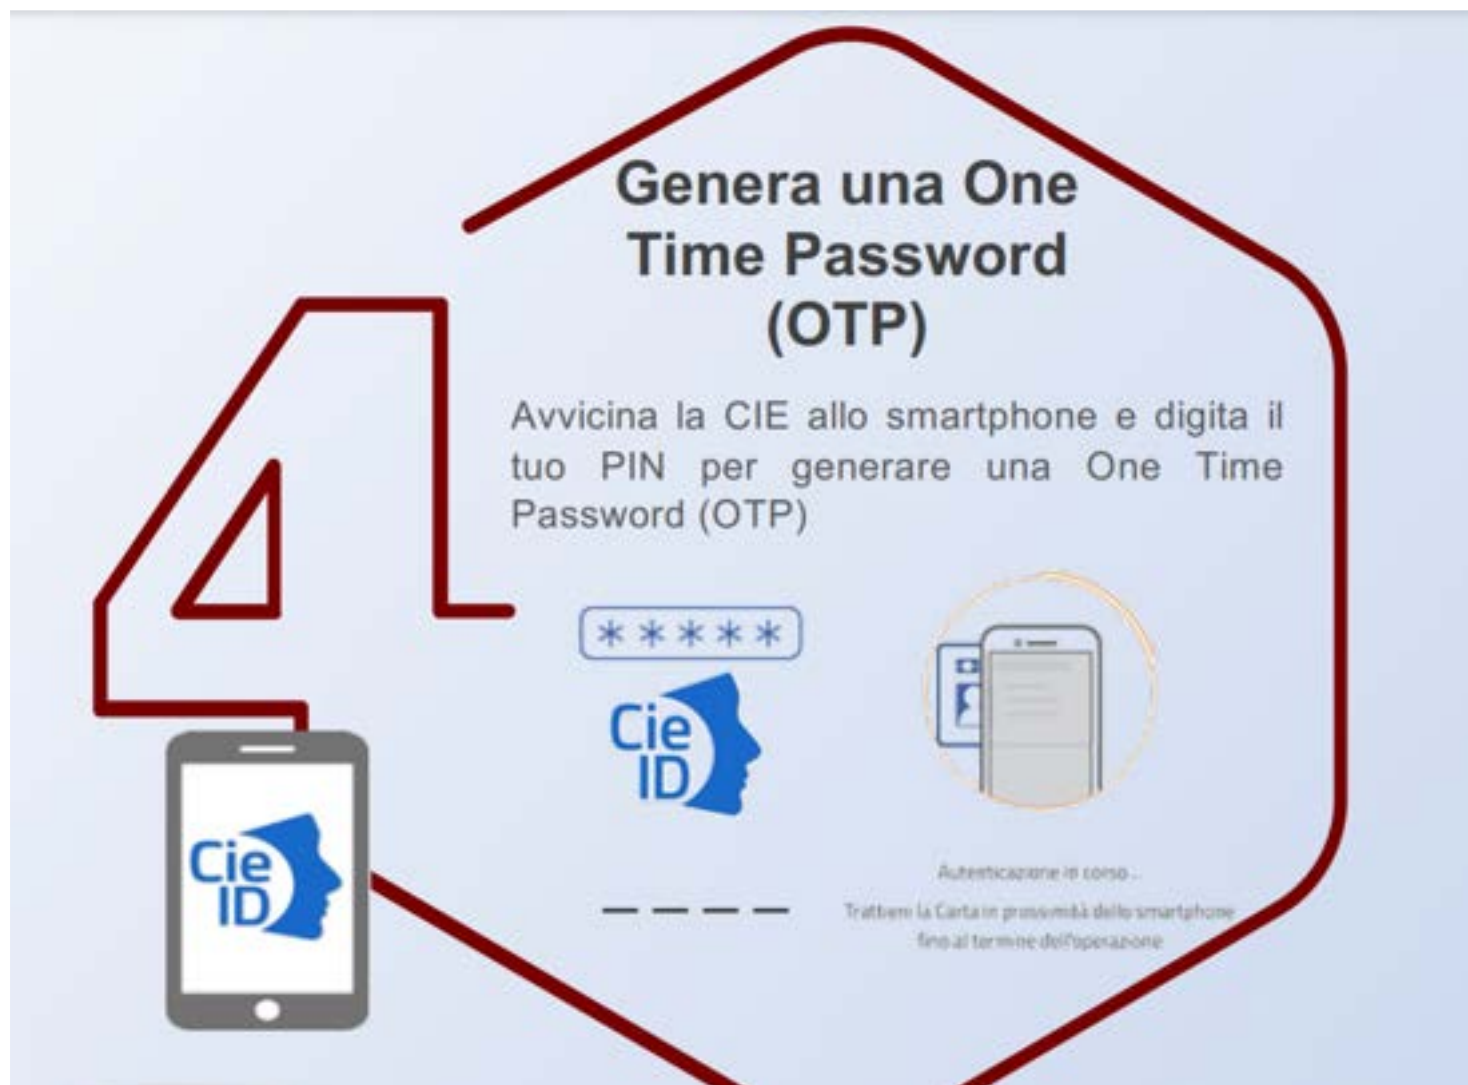 4
Genera una One
Time Password
(OTP)
Avvicina la CIE allo smartphone e digita il
tuo PIN per generare una One Time
Password (OTP)
*****
Cie
ID
Cie
ID
Autenticazione in corso...
Trattieni la Carta in prossimità dello smartphone
fino al termine dell'operazione